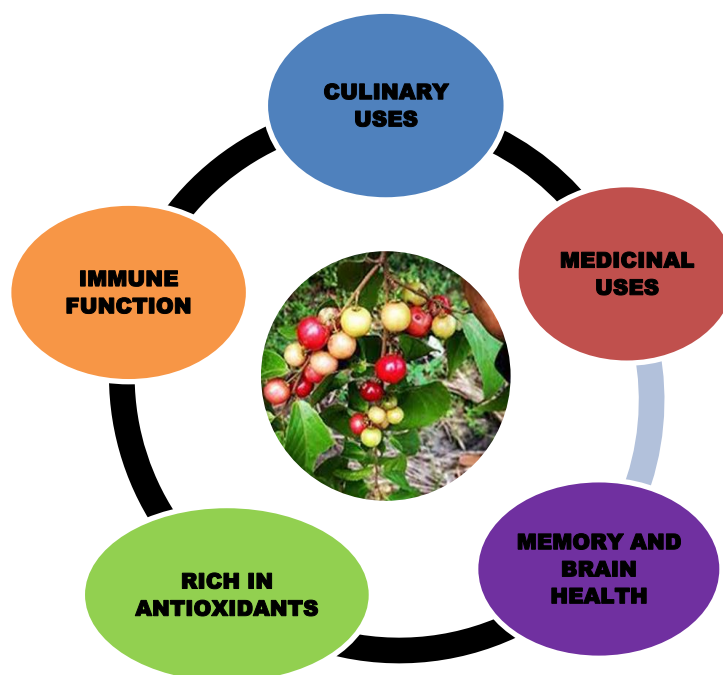 CULINARY
USES
MEDICINAL
USES
MEMORY AND
BRAIN
HEALTH
RICH IN
ANTIOXIDANTS
IMMUNE
FUNCTION